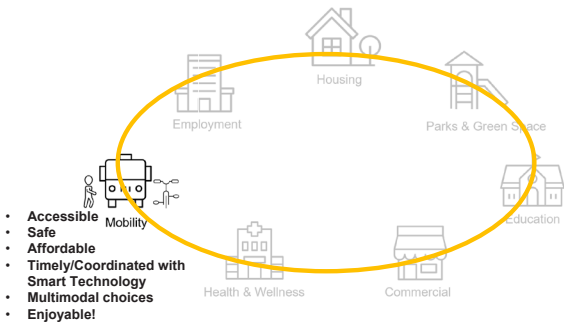 Housing
Employment
Parks & Green Space
Mobility
Education
• Accessible
• Safe
• Affordable
• Timely/Coordinated with
Smart Technology
• Multimodal choices
• Enjoyable!
Health & Wellness
Commercial